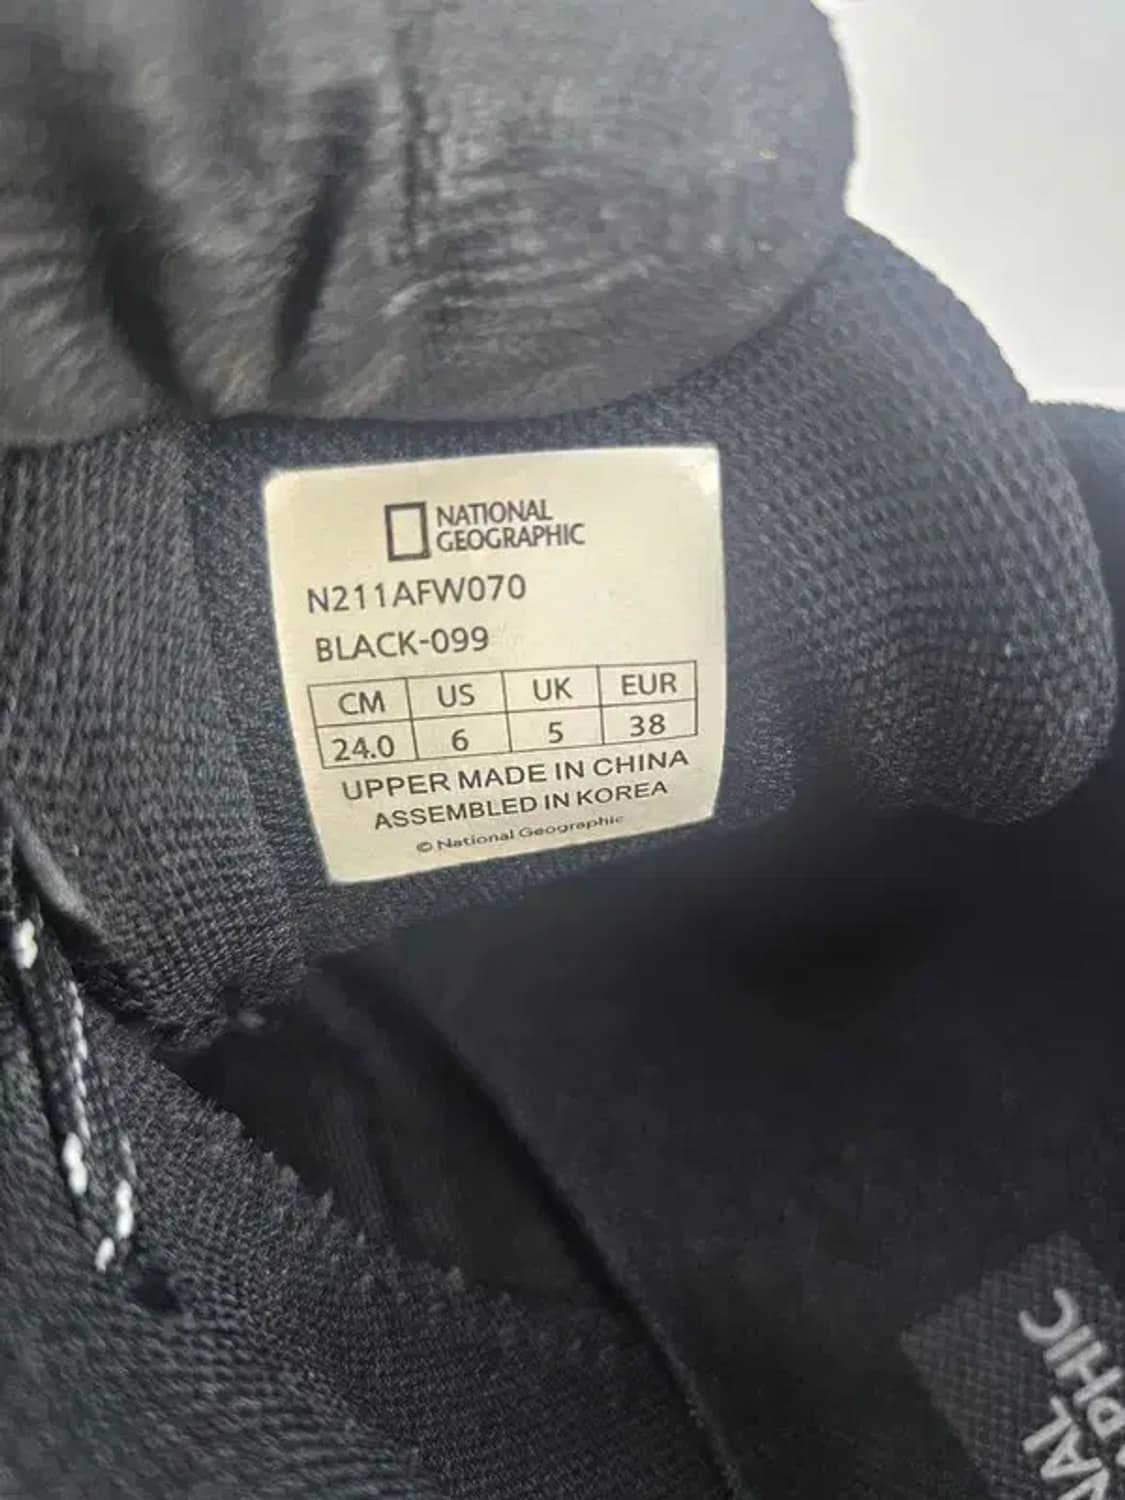 NATIONAL
GEOGRAPHIC
N211AFW070
BLACK-099
CM US UK EUR
24.0 6 5 38
UPPER MADE IN CHINA
ASSEMBLED IN KOREA
© National Geographic